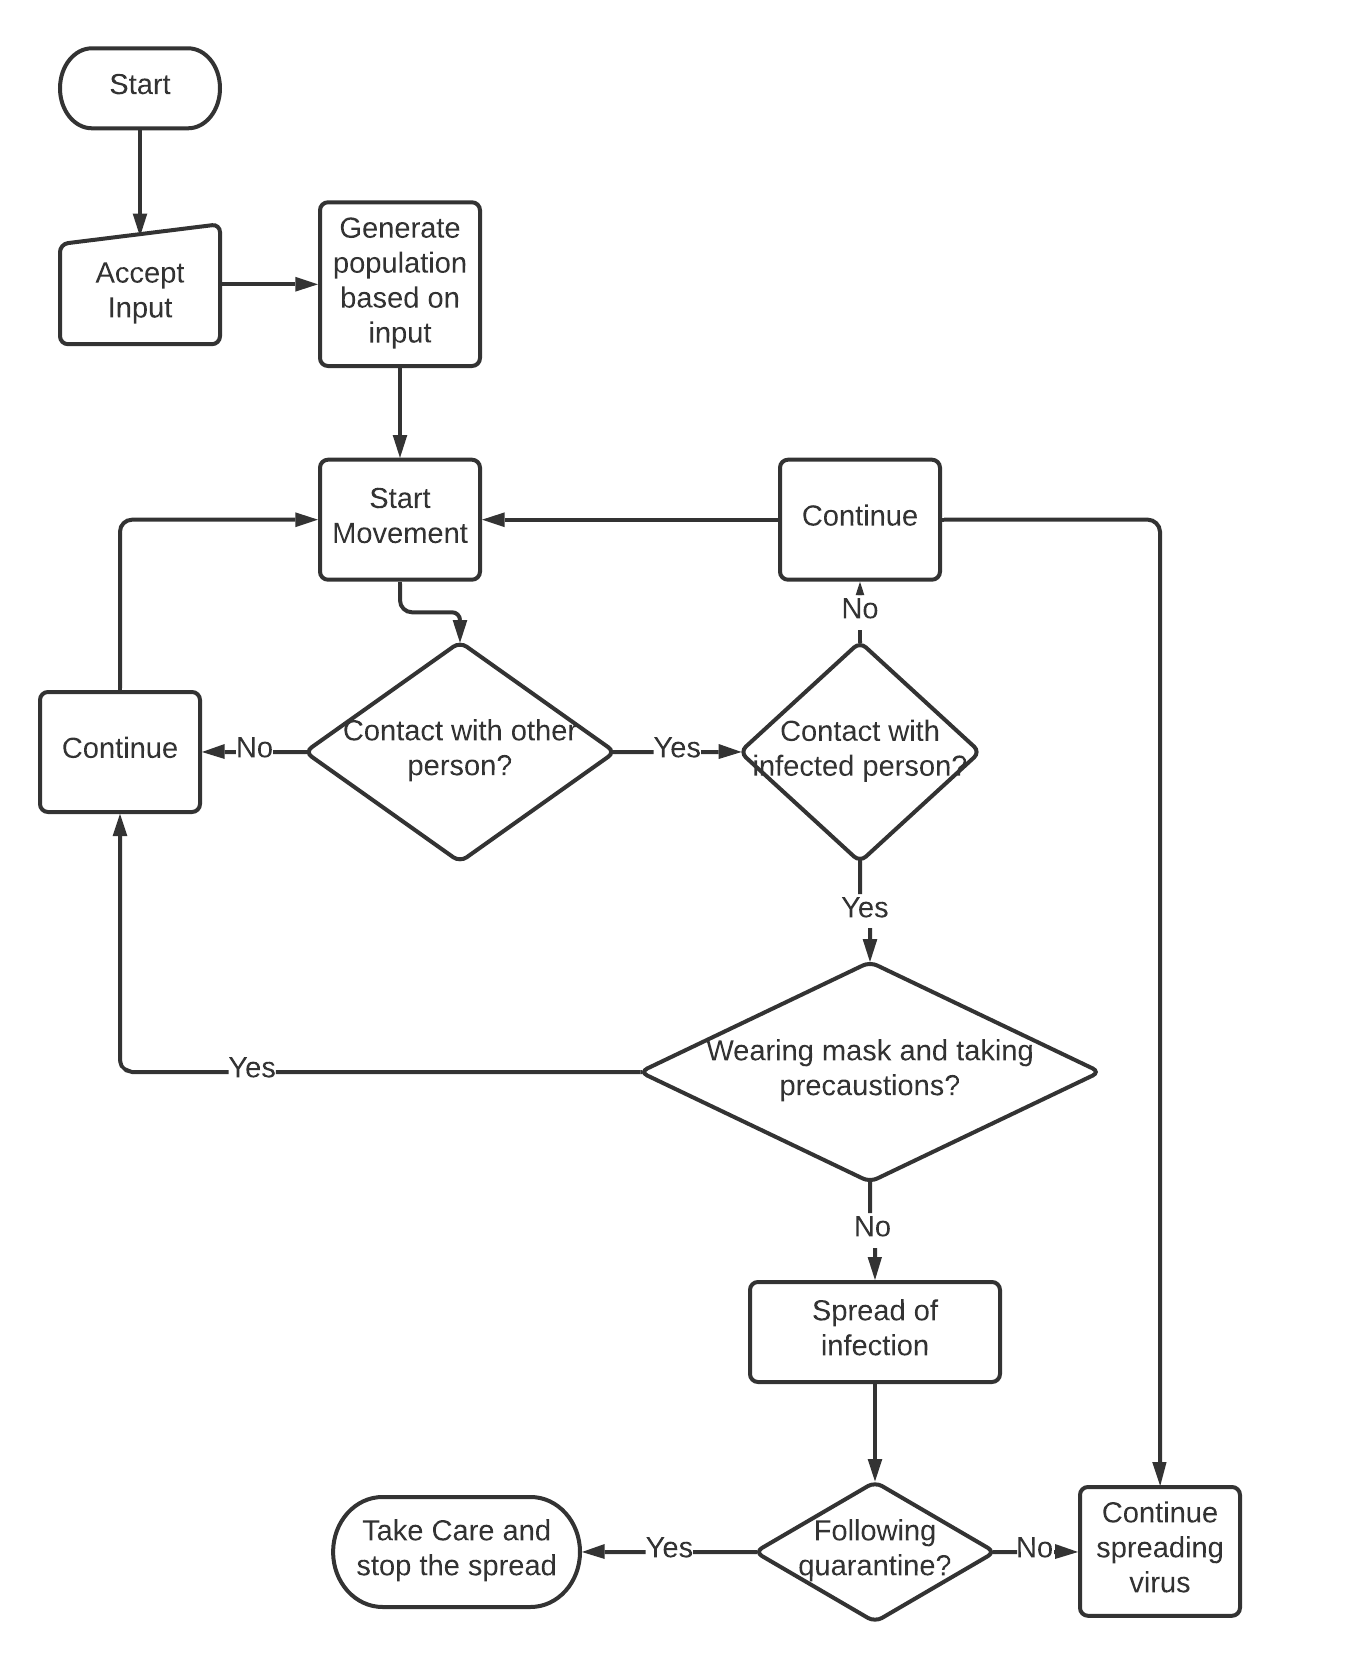 Start
Accept
Input
Generate
population
based on
input
Start
Movement
Continue
No
Continue
No
Contact with other
person?
Yes
Contact with
infected person?
Yes
Wearing mask and taking
precaustions?
Yes
No
Spread of
infection
Take Care and
stop the spread
Yes
Following
quarantine?
No
Continue
spreading
virus